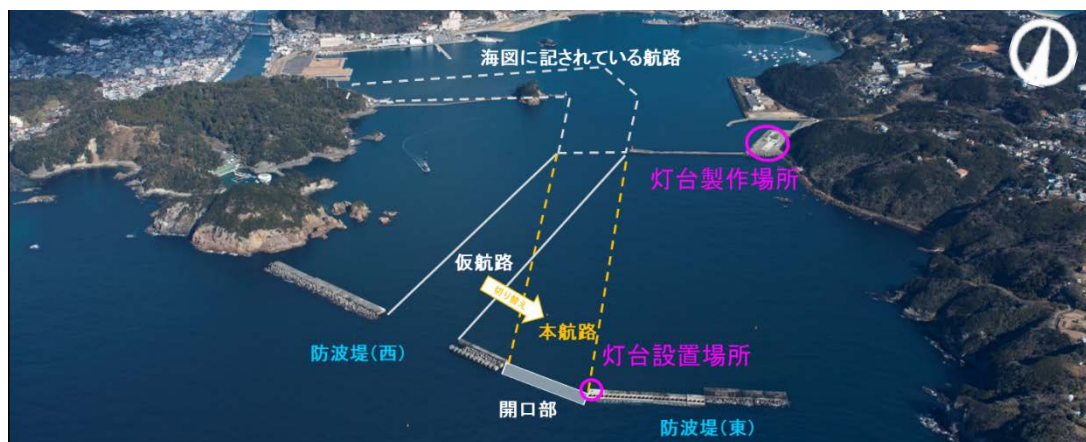 海図に記されている航路
灯台製作場所
仮航路
切り替え
本航路
防波堤(西)
灯台設置場所
開口部
防波堤(東)